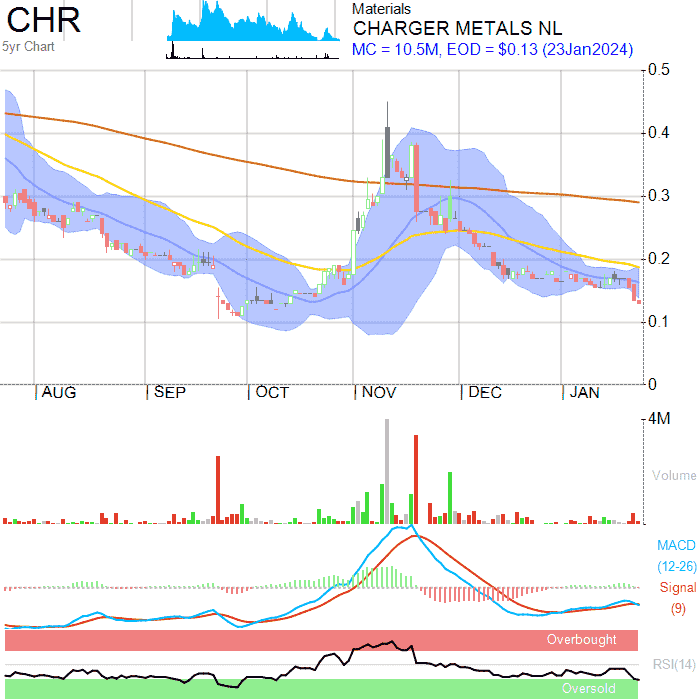 CHR
5yr Chart
Materials
CHARGER METALS NL
MC = 10.5M, EOD = $0.13 (23Jan2024)
0.5
0.4
0.3
0.2
0.1
0
AUG SEP OCT NOV DEC JAN
4M
Volume
MACD
(12-26)
Signal
(9)
Overbought
RSI(14)
Oversold